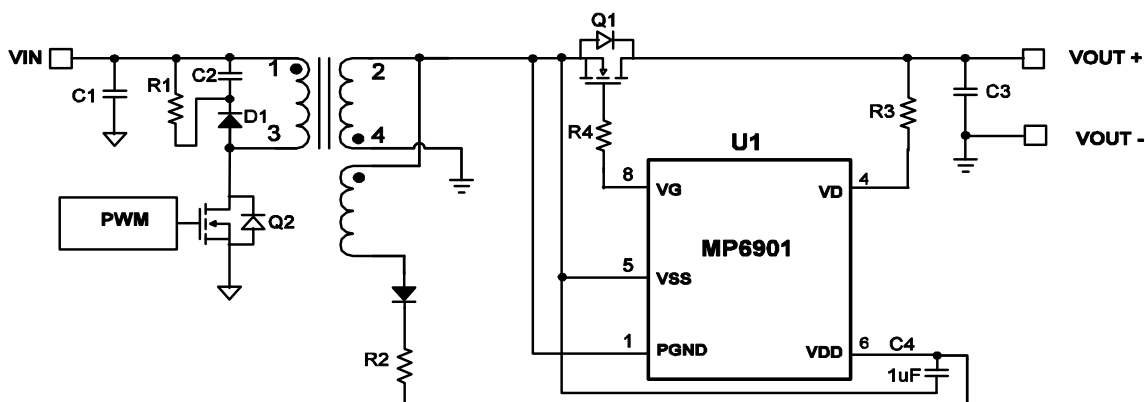 Q1
VIN
VOUT +
1
2
C2
R1
C1
C3
D1
R3
R4
3
4
VOUT -
U1
8
VG
VD
4
PWM
Q2
MP6901
5
VSS
1
PGND
VDD
6
C4
R2
1uF